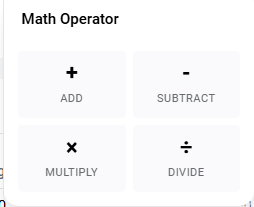 Math Operator
+ -
ADD SUBTRACT
× ÷
MULTIPLY DIVIDE